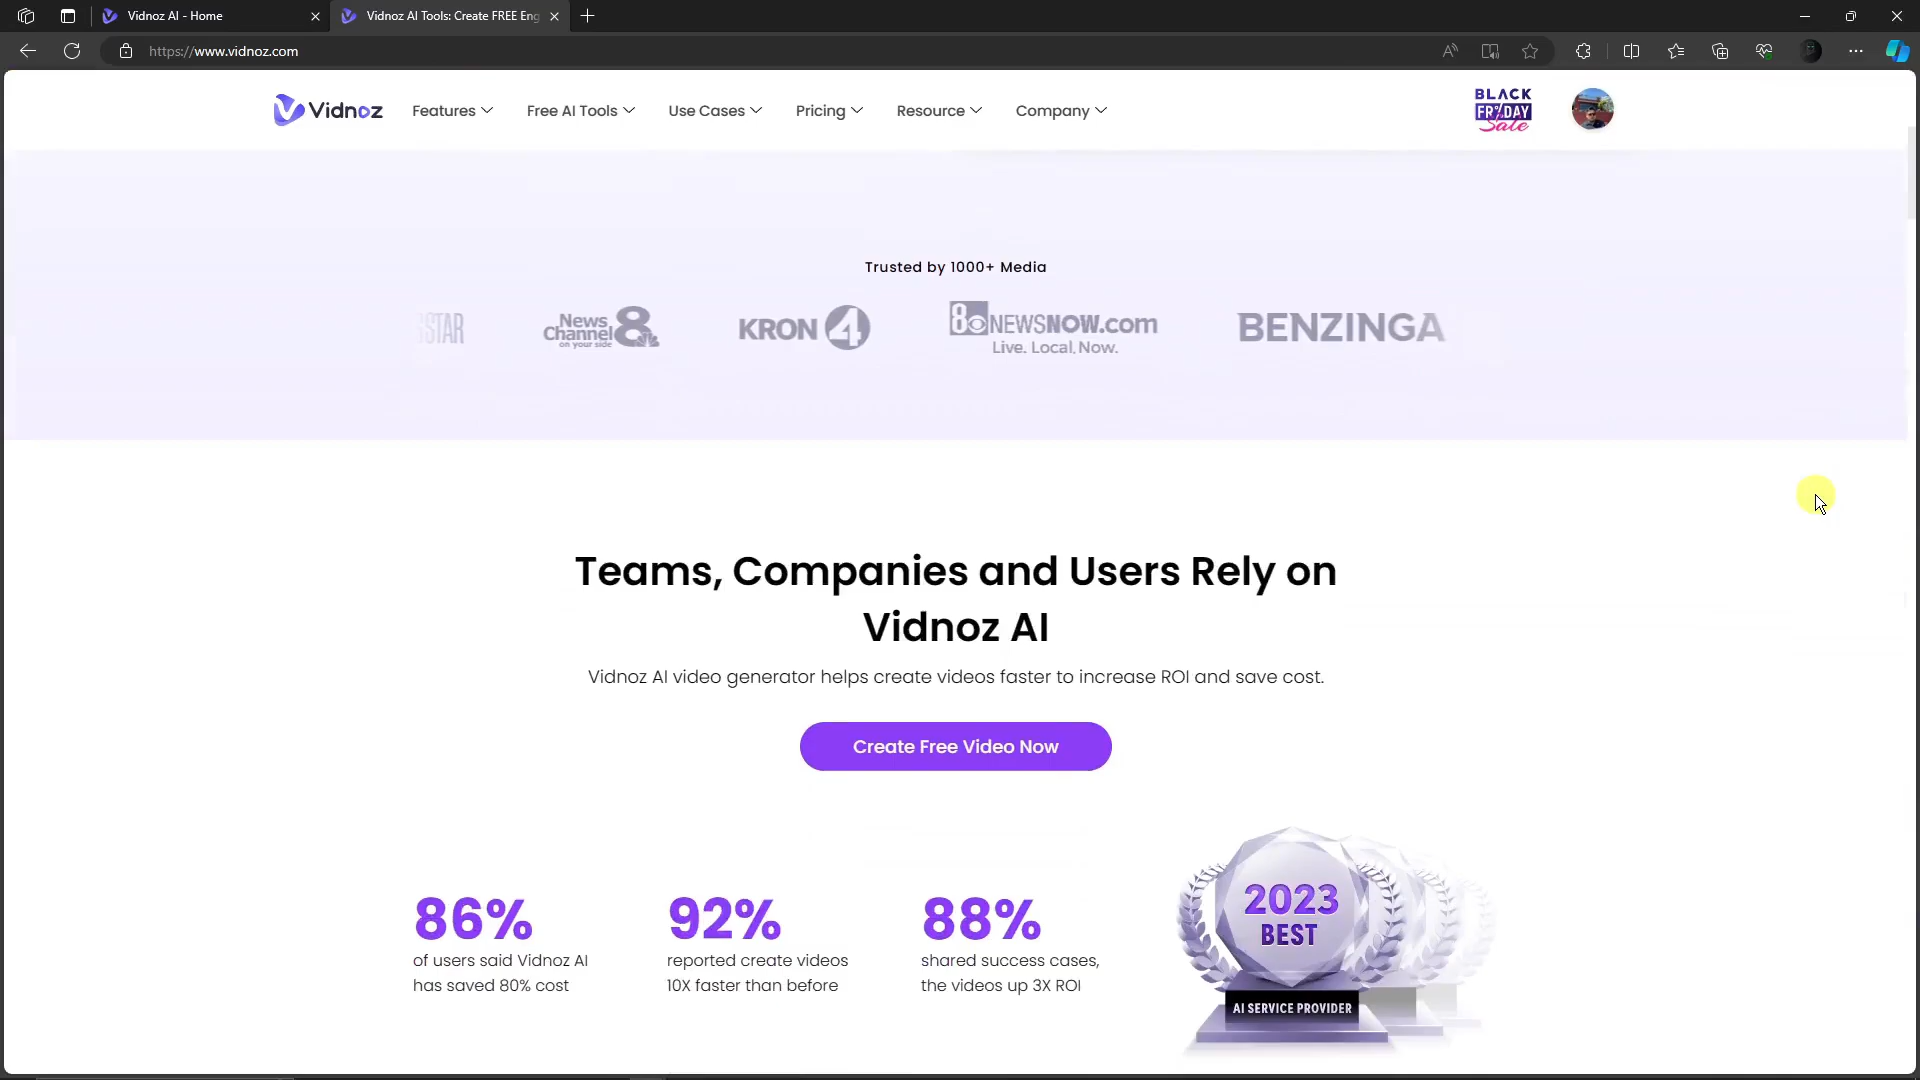 Vidnoz AI - Home
Vidnoz AI Tools: Create FREE Eng
https://www.vidnoz.com
Vidnoz
Features
Free AI Tools
Use Cases
Pricing
Resource
Company
BLACK
FRIDAY
Sale
Trusted by 1000+ Media
STAR
News
Channel 8
on your side
KRON 4
8 NEWSNOW.com
Live. Local. Now.
BENZINGA
Teams, Companies and Users Rely on
Vidnoz AI
Vidnoz AI video generator helps create videos faster to increase ROI and save cost.
Create Free Video Now
86%
of users said Vidnoz AI
has saved 80% cost
92%
reported create videos
10X faster than before
88%
shared success cases,
the videos up 3X ROI
2023
BEST
AI SERVICE PROVIDER